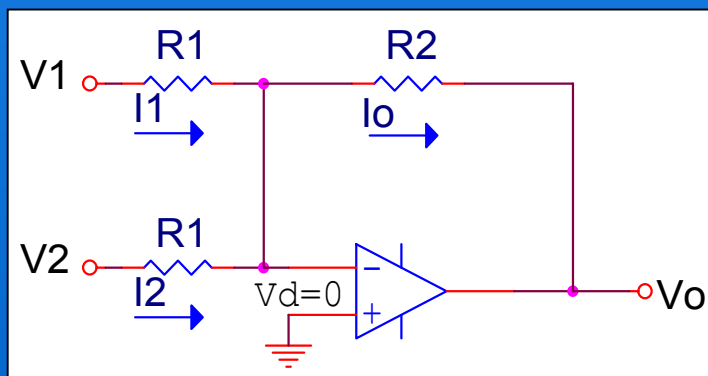 R1 R2
V1
I1 Io
R1
V2
I2 Vd=0 − +
Vo